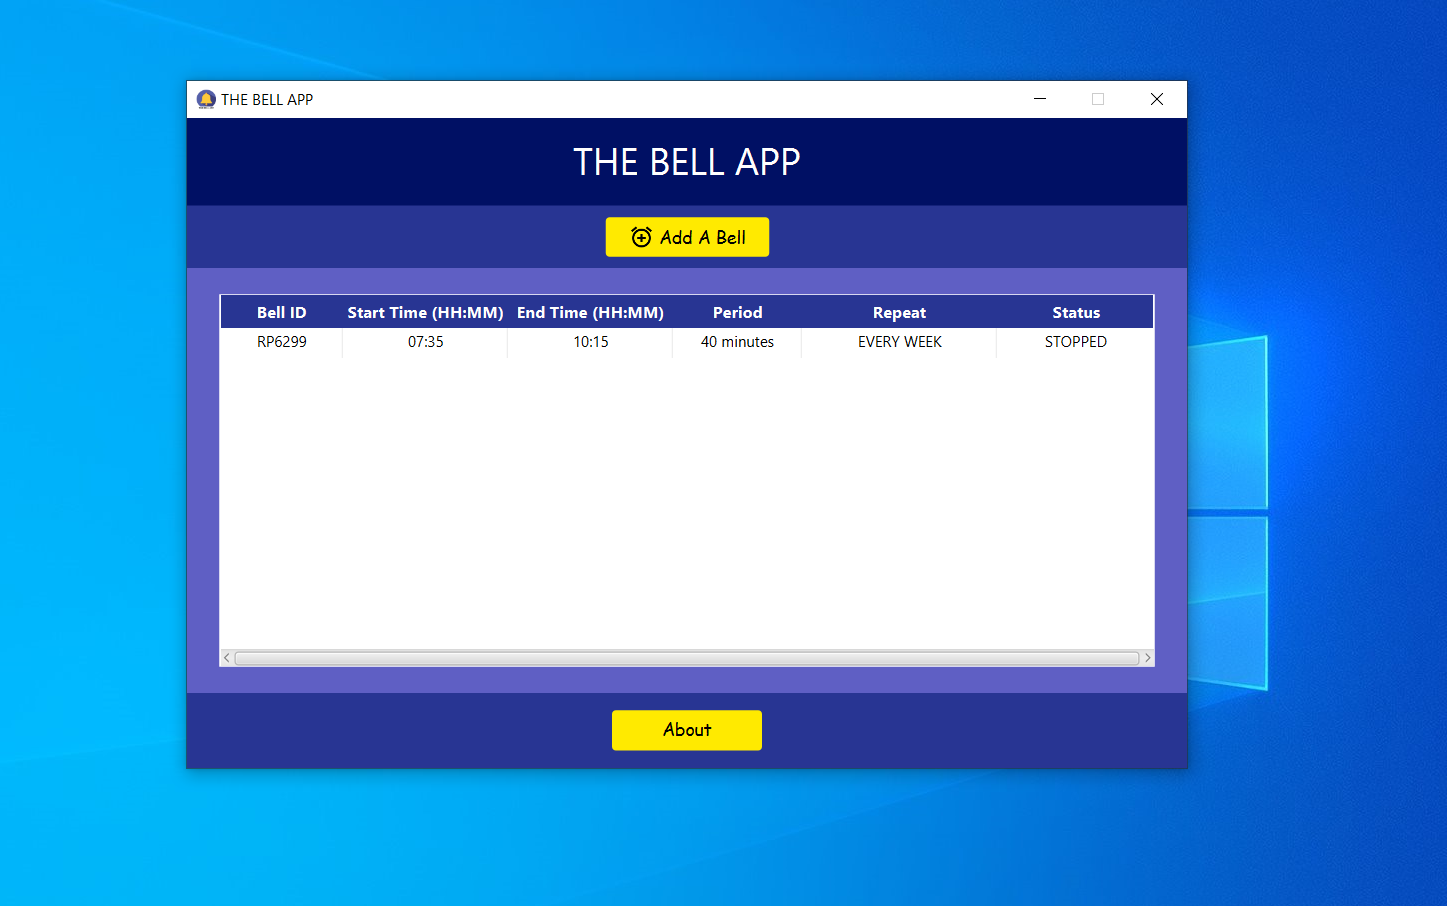 THE BELL APP
THE BELL APP
Add A Bell
Bell ID Start Time (HH:MM) End Time (HH:MM) Period Repeat Status
RP6299 07:35 10:15 40 minutes EVERY WEEK STOPPED
About